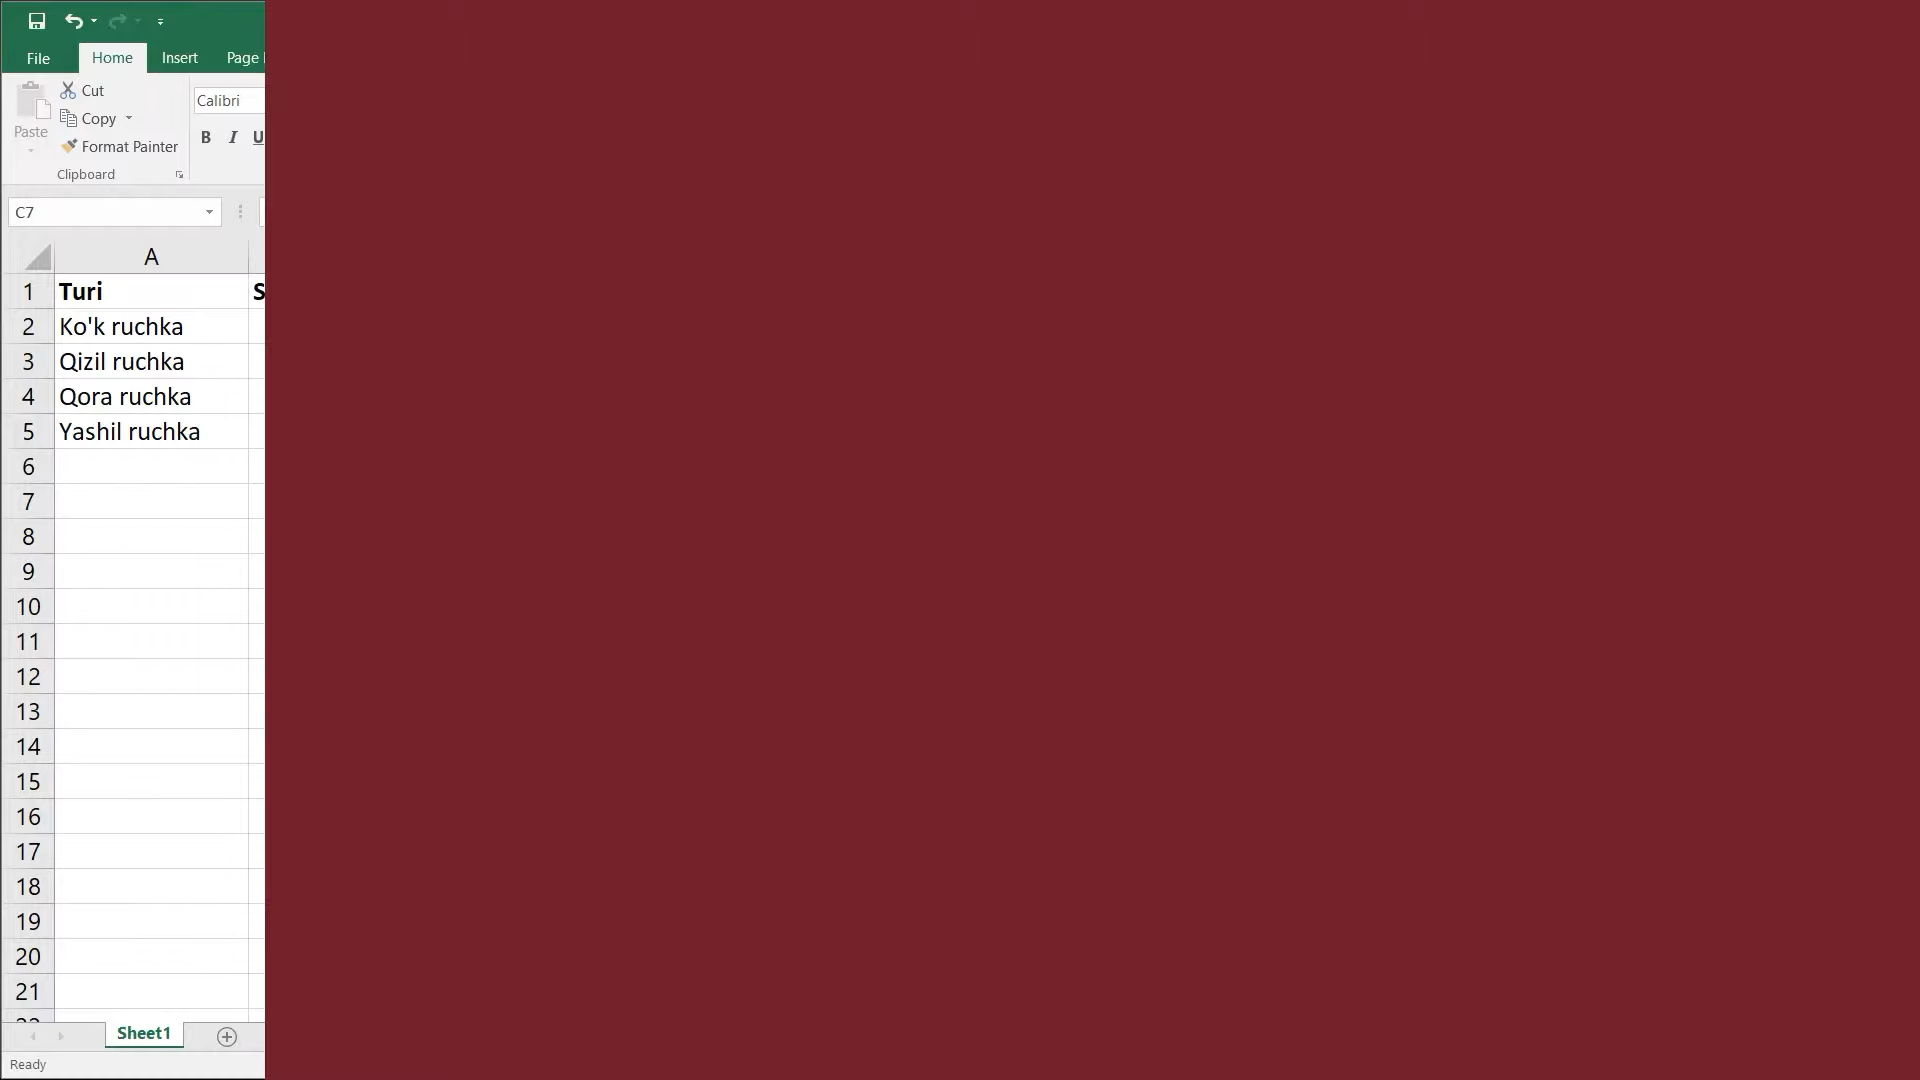 File Home Insert Page
Cut
Copy
Paste
Format Painter
Clipboard
Calibri
B I U
C7
A
1 Turi S
2 Ko'k ruchka
3 Qizil ruchka
4 Qora ruchka
5 Yashil ruchka
6
7
8
9
10
11
12
13
14
15
16
17
18
19
20
21
Sheet1
Ready